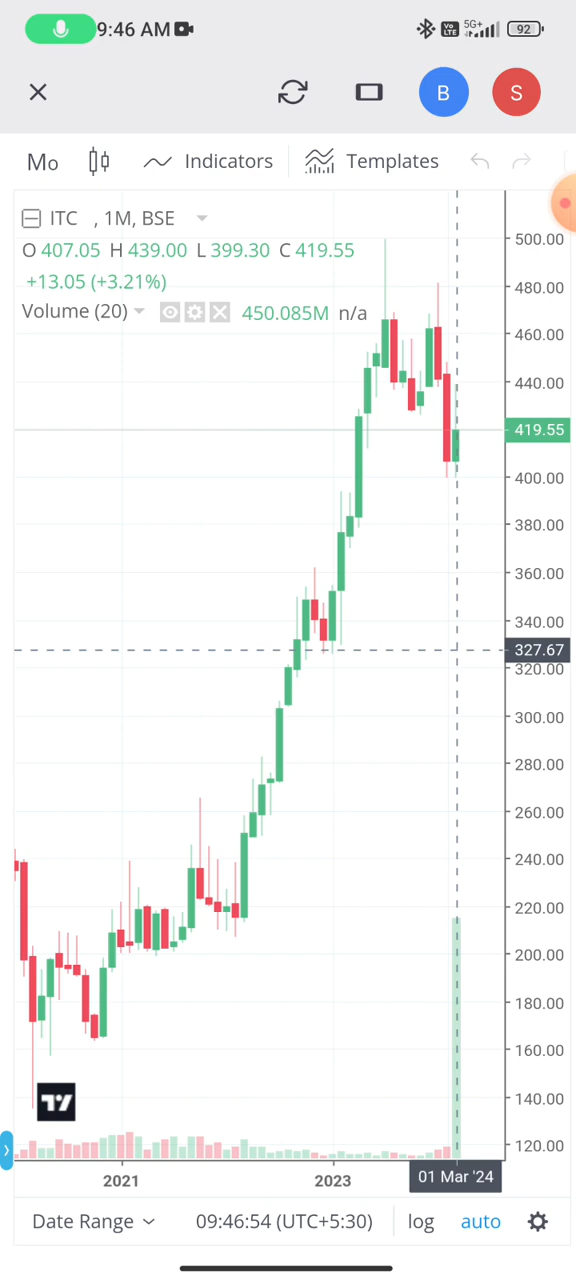 9:46 AM
Vo LTE 5G+ 92
B S
Mo Indicators Templates
ITC , 1M, BSE
O 407.05 H 439.00 L 399.30 C 419.55
+13.05 (+3.21%)
Volume (20) 450.085M n/a
500.00
480.00
460.00
440.00
419.55
400.00
380.00
360.00
340.00
327.67
320.00
300.00
280.00
260.00
240.00
220.00
200.00
180.00
160.00
140.00
120.00
2021 2023 01 Mar '24
Date Range 09:46:54 (UTC+5:30) log auto